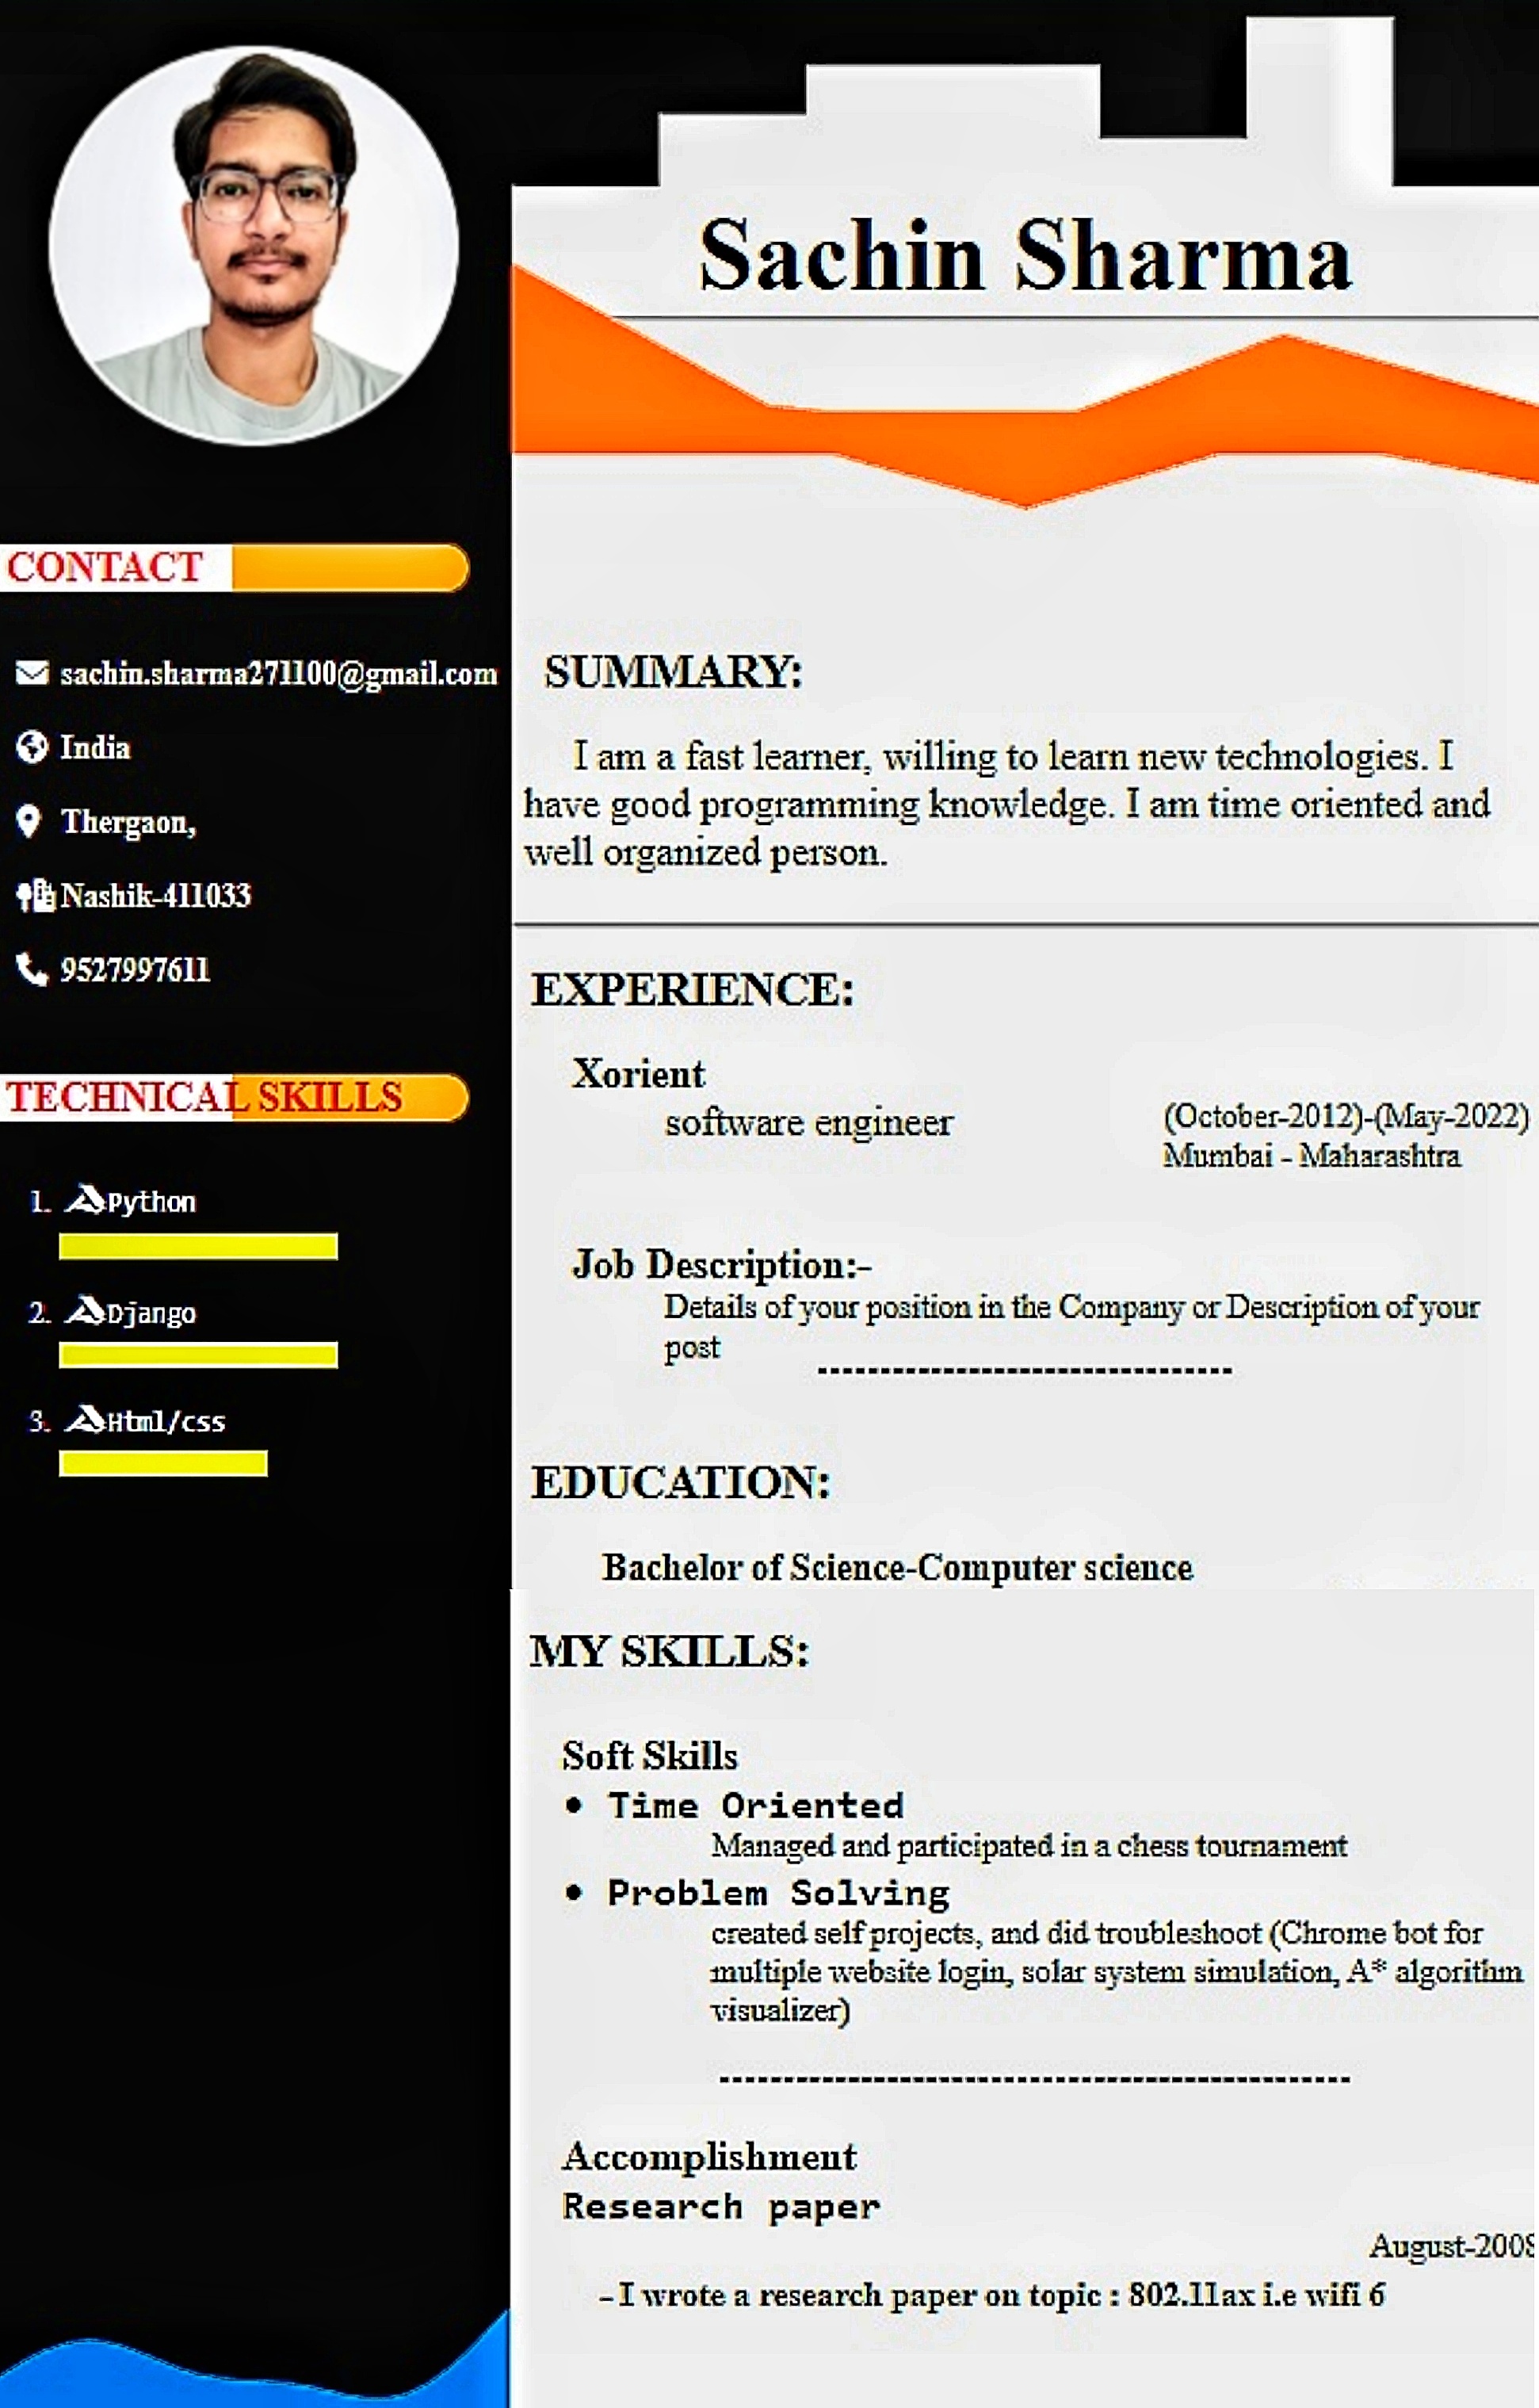 Sachin Sharma
CONTACT
sachin.sharma271100@gmail.com
India
Thergaon,
Nashik-411033
9527997611
TECHNICAL SKILLS
1. Python
2. Django
3. Html/css
SUMMARY:
I am a fast learner, willing to learn new technologies. I
have good programming knowledge. I am time oriented and
well organized person.
EXPERIENCE:
Xorient
software engineer
(October-2012)-(May-2022)
Mumbai - Maharashtra
Job Description:-
Details of your position in the Company or Description of your
post
---------------------------------
EDUCATION:
Bachelor of Science-Computer science
MY SKILLS:
Soft Skills
• Time Oriented
Managed and participated in a chess tournament
• Problem Solving
created self projects, and did troubleshoot (Chrome bot for
multiple website login, solar system simulation, A* algorithm
visualizer)
--------------------------------------------------
Accomplishment
Research paper
August-2008
- I wrote a research paper on topic : 802.11ax i.e wifi 6